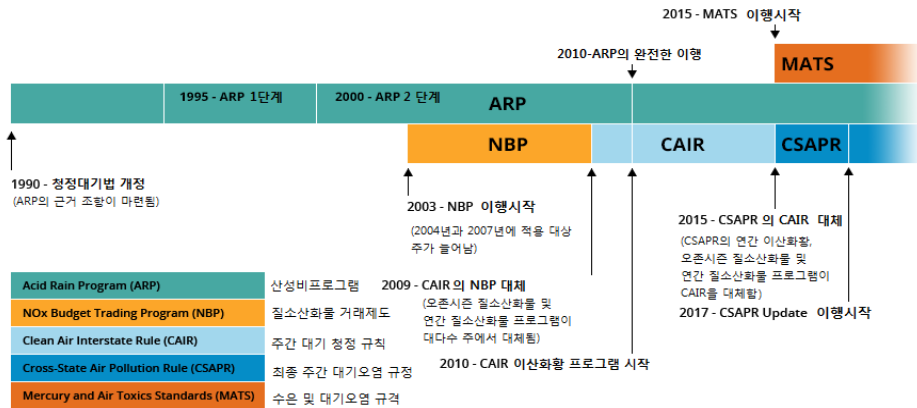 2015 - MATS 이행시작
2010-ARP의 완전한 이행
MATS
1995 - ARP 1단계
2000 - ARP 2 단계
ARP
NBP
CAIR
CSAPR
1990 - 청정대기법 개정
(ARP의 근거 조항이 마련됨)
2003 - NBP 이행시작
(2004년과 2007년에 적용 대상
주가 늘어남)
2015 - CSAPR 의 CAIR 대체
(CSAPR의 연간 이산화황,
오존시즌 질소산화물 및
연간 질소산화물 프로그램이
CAIR을 대체함)
2017 - CSAPR Update 이행시작
2009 - CAIR 의 NBP 대체
(오존시즌 질소산화물 및
연간 질소산화물 프로그램이
대다수 주에서 대체됨)
2010 - CAIR 이산화황 프로그램 시작
Acid Rain Program (ARP) 산성비프로그램
NOx Budget Trading Program (NBP) 질소산화물 거래제도
Clean Air Interstate Rule (CAIR) 주간 대기 청정 규칙
Cross-State Air Pollution Rule (CSAPR) 최종 주간 대기오염 규정
Mercury and Air Toxics Standards (MATS) 수은 및 대기오염 규격